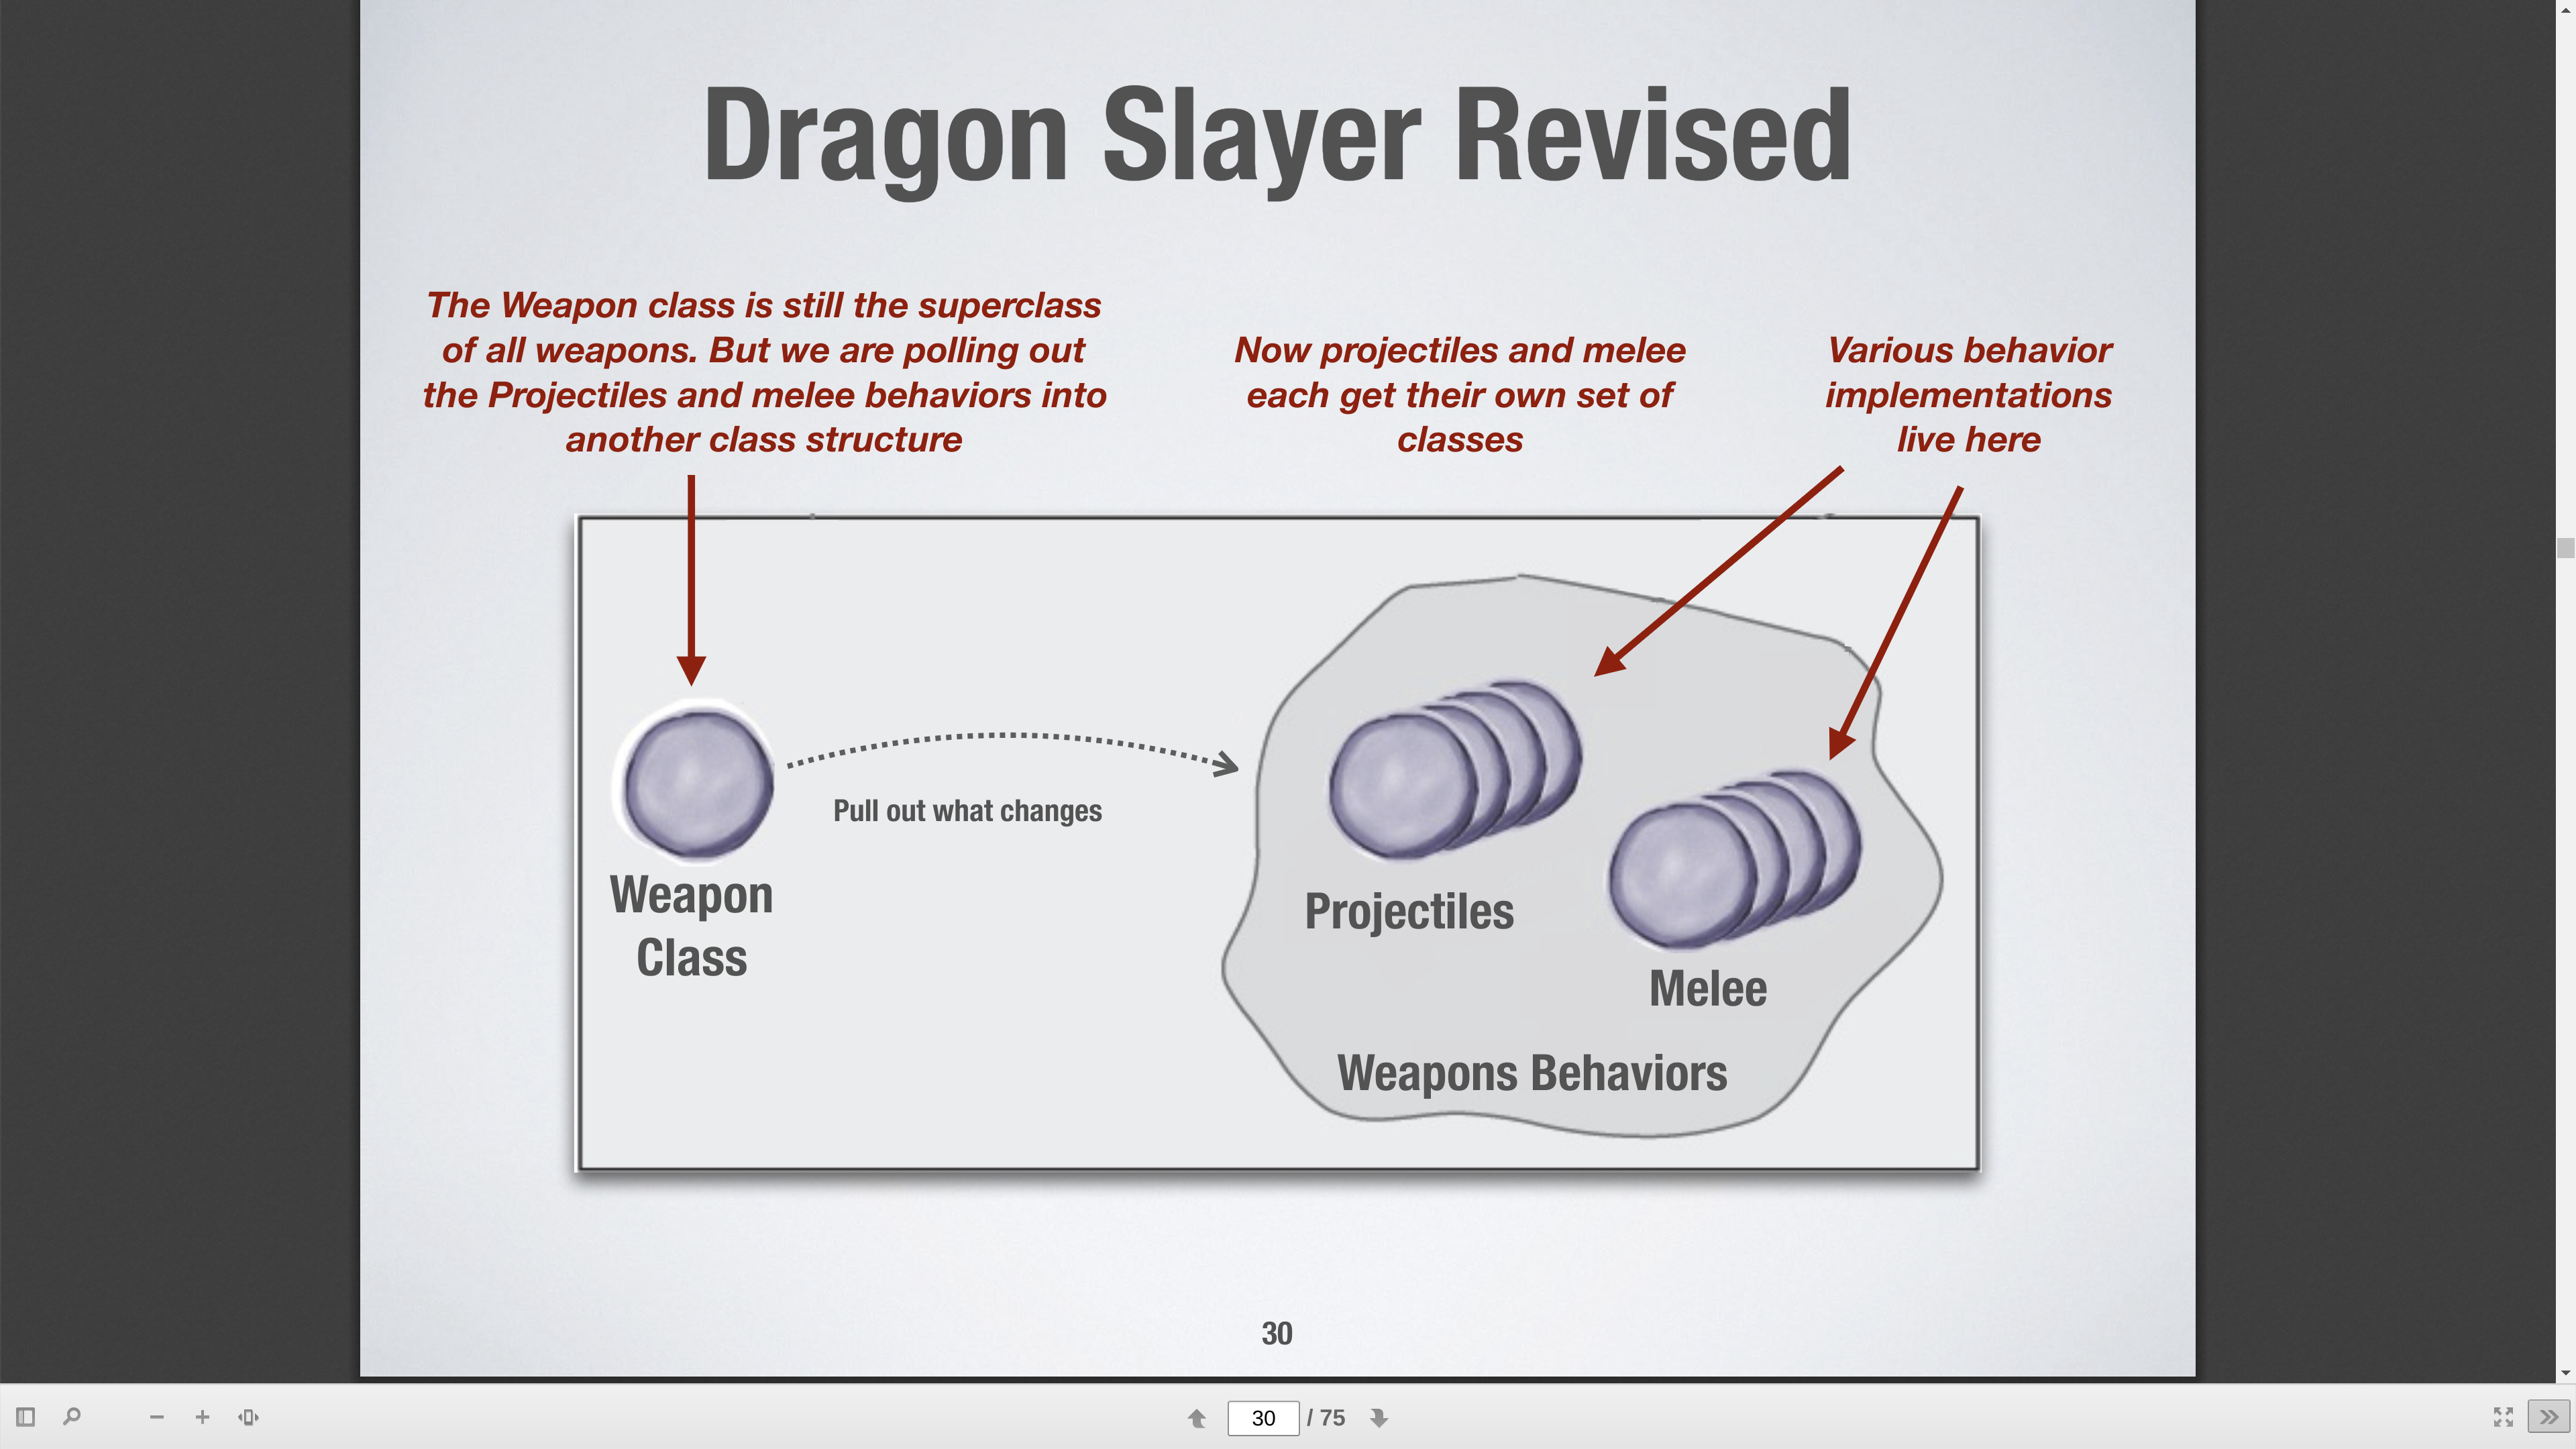 Dragon Slayer Revised
The Weapon class is still the superclass
of all weapons. But we are polling out
the Projectiles and melee behaviors into
another class structure
Now projectiles and melee
each get their own set of
classes
Various behavior
implementations
live here
Pull out what changes
Weapon
Class
Projectiles
Melee
Weapons Behaviors
30
30 / 75